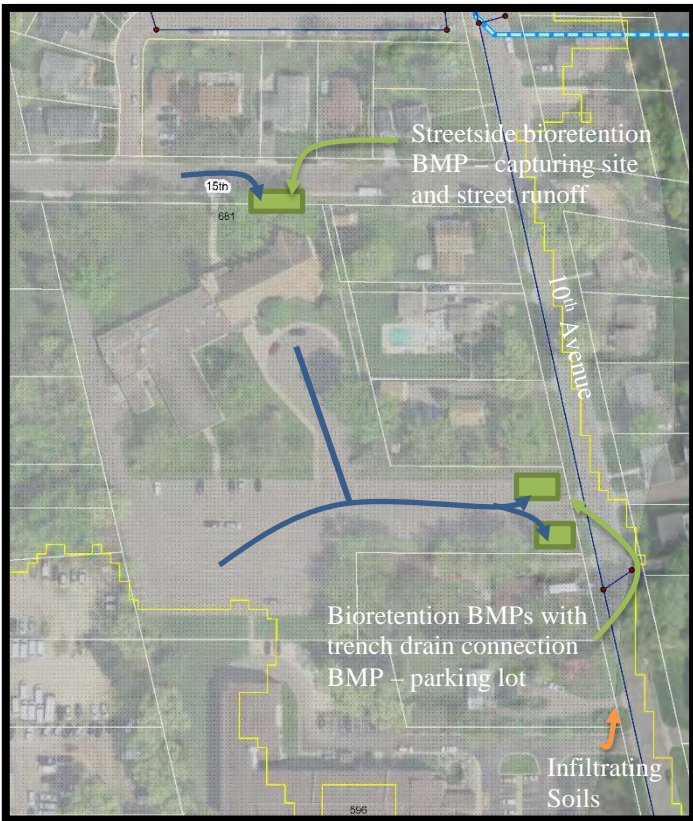 Streetside bioretention
BMP – capturing site
and street runoff
15th
681
10th Avenue
Bioretention BMPs with
trench drain connection
BMP – parking lot
Infiltrating
Soils
596